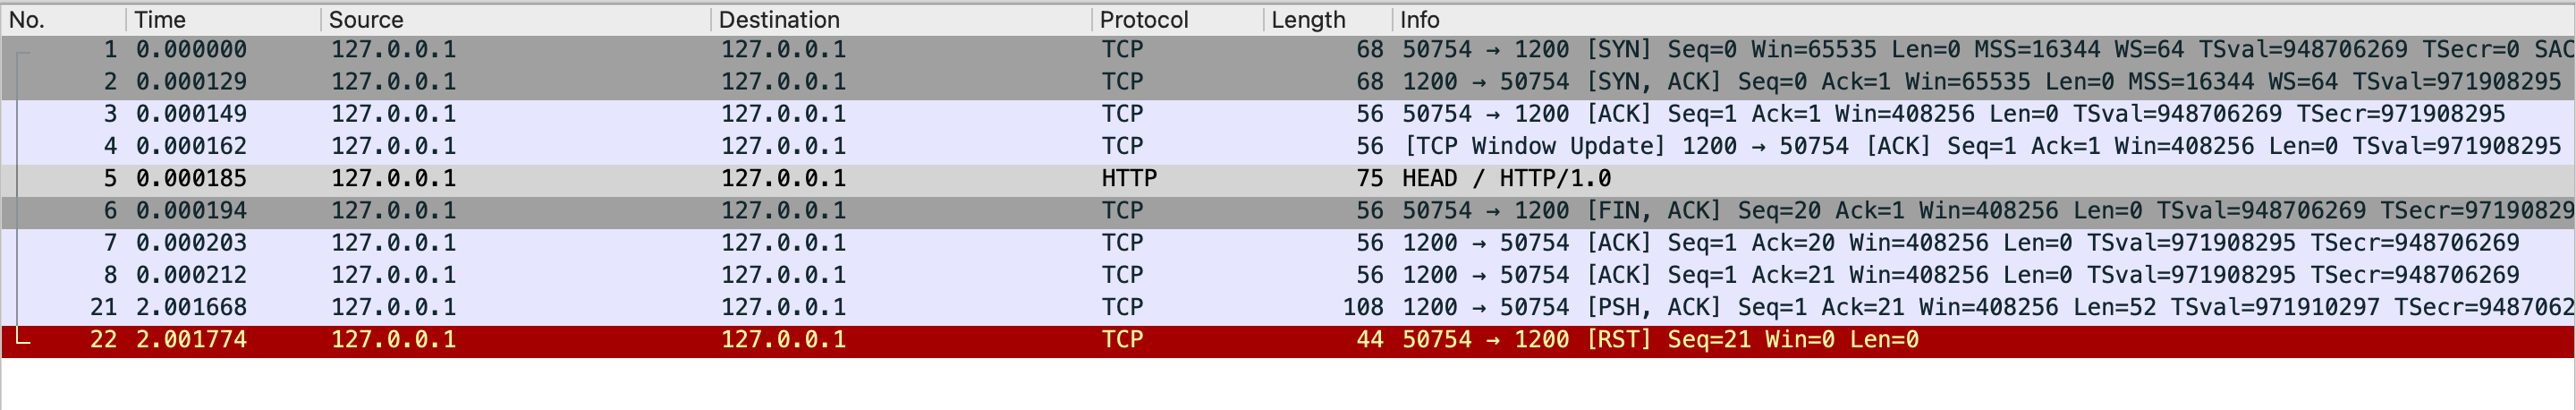 No. Time Source Destination Protocol Length Info
1 0.000000 127.0.0.1 127.0.0.1 TCP 68 50754 → 1200 [SYN] Seq=0 Win=65535 Len=0 MSS=16344 WS=64 TSval=948706269 TSecr=0 SAC
2 0.000129 127.0.0.1 127.0.0.1 TCP 68 1200 → 50754 [SYN, ACK] Seq=0 Ack=1 Win=65535 Len=0 MSS=16344 WS=64 TSval=971908295
3 0.000149 127.0.0.1 127.0.0.1 TCP 56 50754 → 1200 [ACK] Seq=1 Ack=1 Win=408256 Len=0 TSval=948706269 TSecr=971908295
4 0.000162 127.0.0.1 127.0.0.1 TCP 56 [TCP Window Update] 1200 → 50754 [ACK] Seq=1 Ack=1 Win=408256 Len=0 TSval=971908295
5 0.000185 127.0.0.1 127.0.0.1 HTTP 75 HEAD / HTTP/1.0
6 0.000194 127.0.0.1 127.0.0.1 TCP 56 50754 → 1200 [FIN, ACK] Seq=20 Ack=1 Win=408256 Len=0 TSval=948706269 TSecr=97190829
7 0.000203 127.0.0.1 127.0.0.1 TCP 56 1200 → 50754 [ACK] Seq=1 Ack=20 Win=408256 Len=0 TSval=971908295 TSecr=948706269
8 0.000212 127.0.0.1 127.0.0.1 TCP 56 1200 → 50754 [ACK] Seq=1 Ack=21 Win=408256 Len=0 TSval=971908295 TSecr=948706269
21 2.001668 127.0.0.1 127.0.0.1 TCP 108 1200 → 50754 [PSH, ACK] Seq=1 Ack=21 Win=408256 Len=52 TSval=971910297 TSecr=9487062
22 2.001774 127.0.0.1 127.0.0.1 TCP 44 50754 → 1200 [RST] Seq=21 Win=0 Len=0